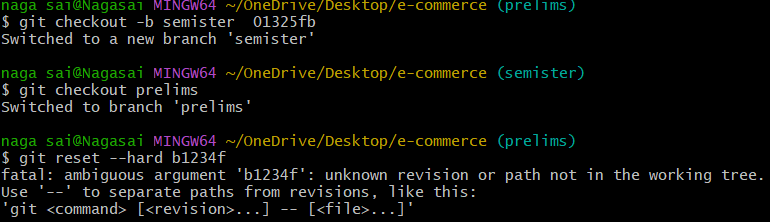 naga sai@Nagasai MINGW64 ~/OneDrive/Desktop/e-commerce (prelims)
$ git checkout -b semister  01325fb
Switched to a new branch 'semister'
naga sai@Nagasai MINGW64 ~/OneDrive/Desktop/e-commerce (semister)
$ git checkout prelims
Switched to branch 'prelims'
naga sai@Nagasai MINGW64 ~/OneDrive/Desktop/e-commerce (prelims)
$ git reset --hard b1234f
fatal: ambiguous argument 'b1234f': unknown revision or path not in the working tree.
Use '--' to separate paths from revisions, like this:
'git <command> [<revision>...] -- [<file>...]'